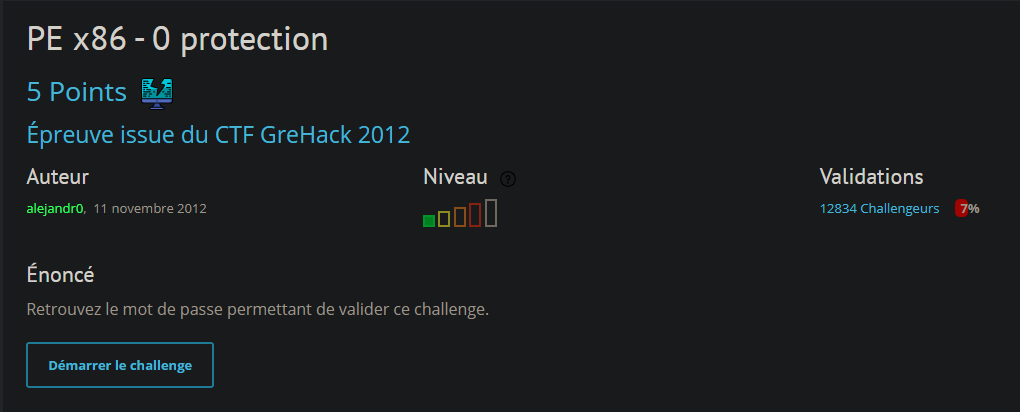 PE x86 - 0 protection
5 Points
Épreuve issue du CTF GreHack 2012
Auteur
Niveau
Validations
alejandr0, 11 novembre 2012
12834 Challengeurs 7%
Énoncé
Retrouvez le mot de passe permettant de valider ce challenge.
Démarrer le challenge